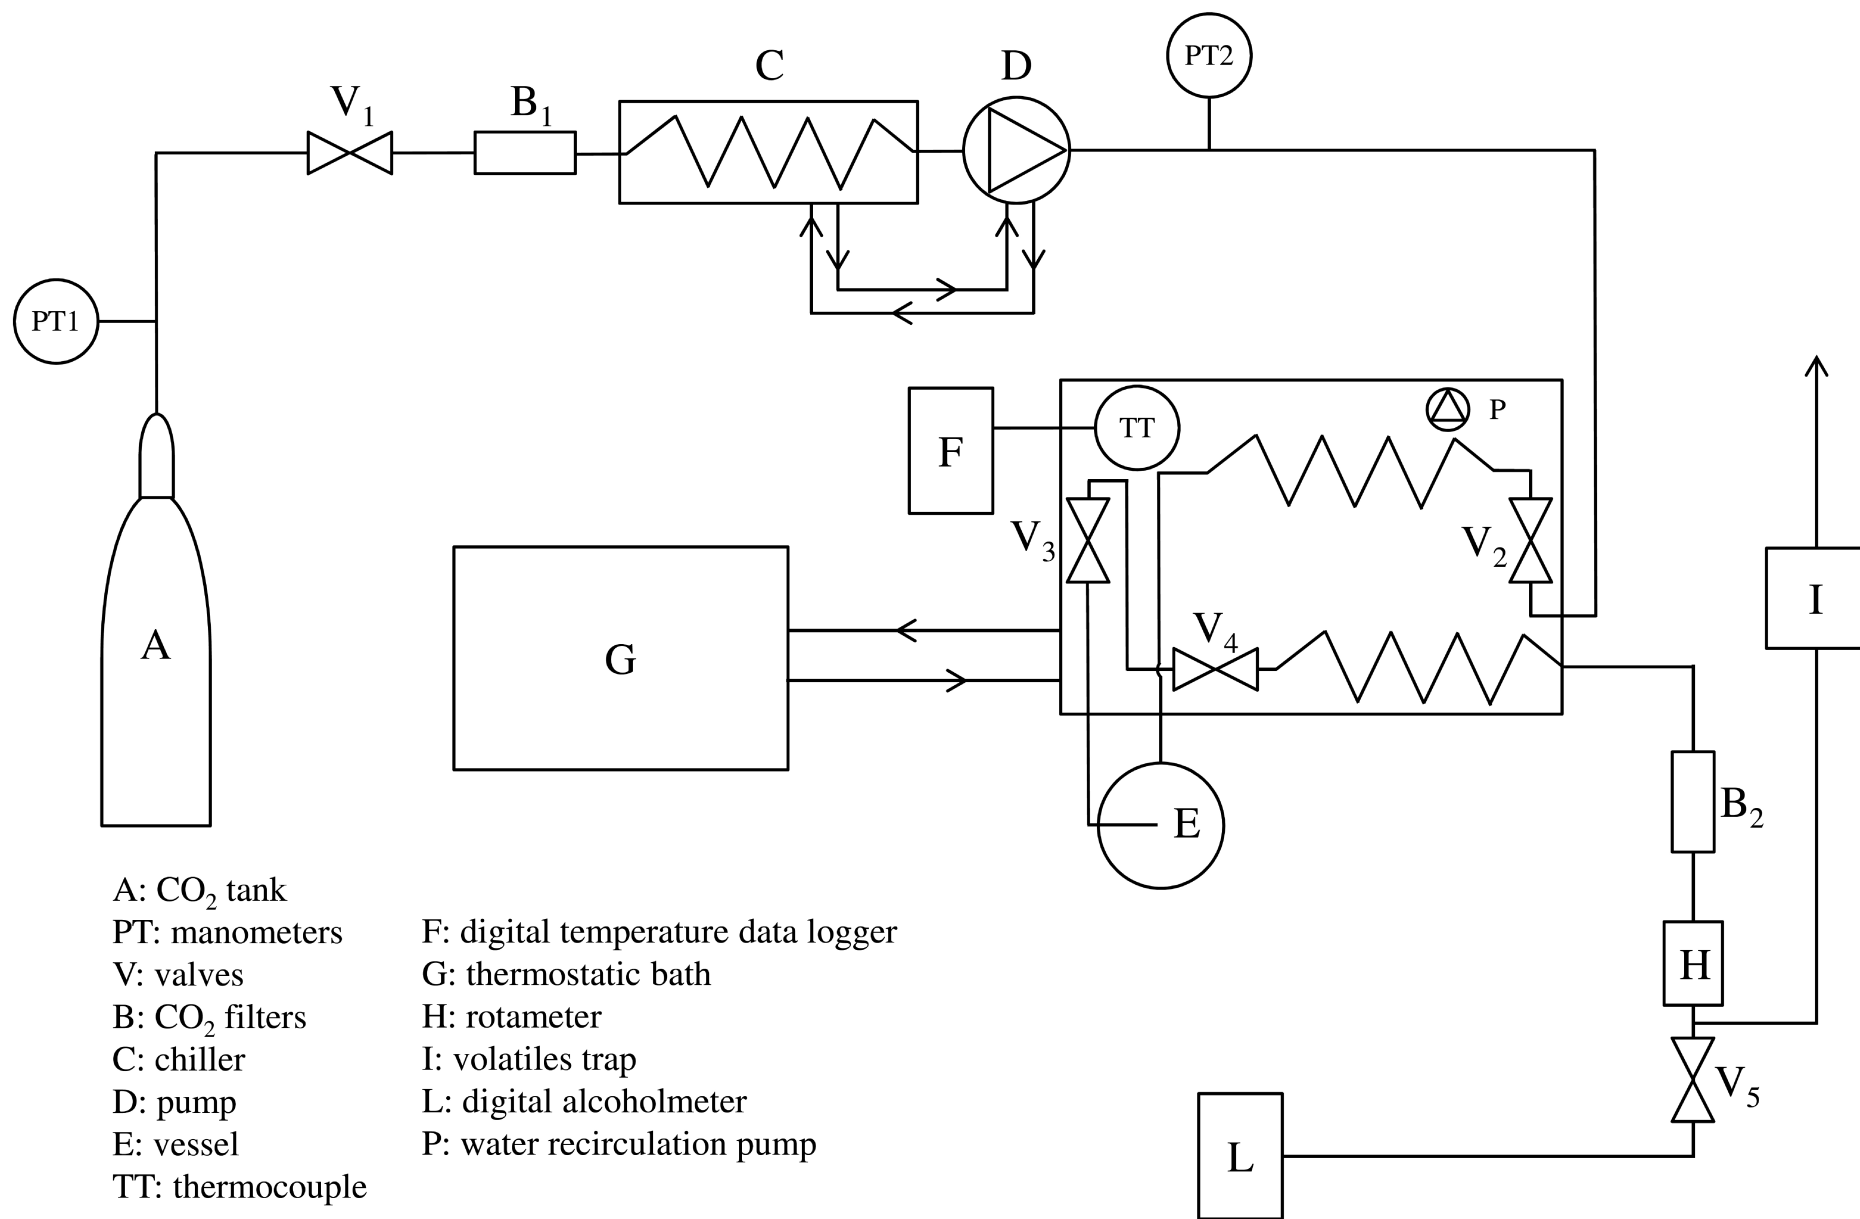 C
D
PT2
V1
B1
PT1
F
TT
P
V3
V2
A
G
V4
I
E
B2
H
V5
L
A: CO2 tank
PT: manometers
V: valves
B: CO2 filters
C: chiller
D: pump
E: vessel
TT: thermocouple
F: digital temperature data logger
G: thermostatic bath
H: rotameter
I: volatiles trap
L: digital alcoholmeter
P: water recirculation pump